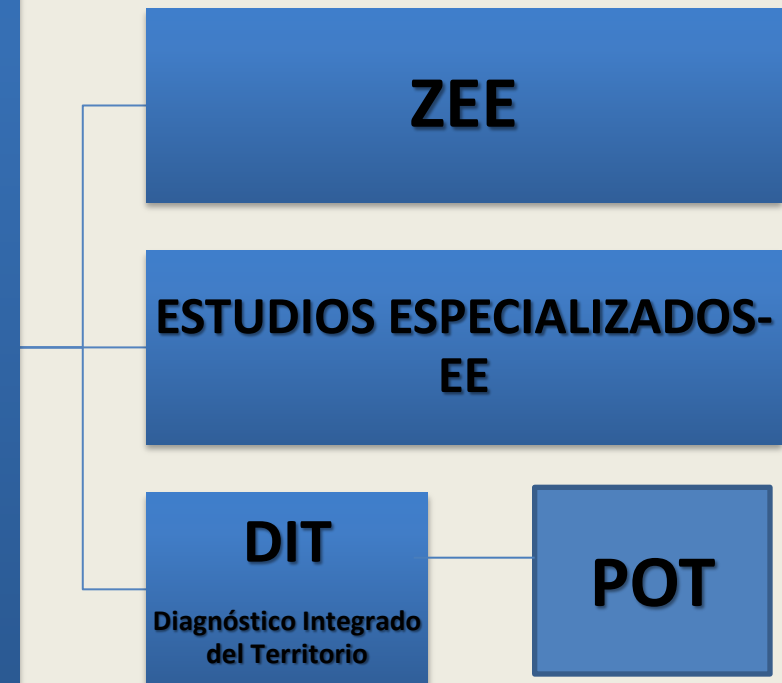 ZEE
ESTUDIOS ESPECIALIZADOS-
EE
DIT
Diagnóstico Integrado
del Territorio
POT